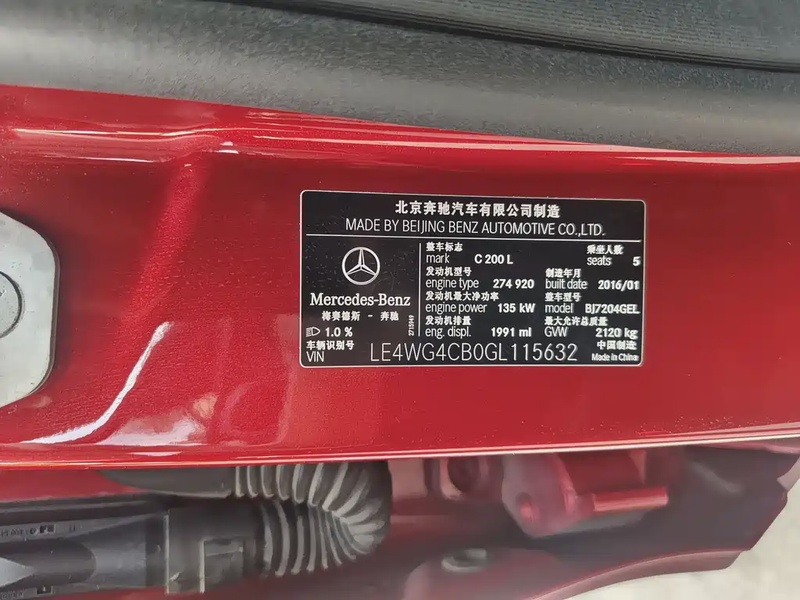 北京奔驰汽车有限公司制造
MADE BY BEIJING BENZ AUTOMOTIVE CO.,LTD.
整车标志 乘坐人数
mark C 200 L seats 5
发动机型号 制造年月
engine type 274 920 built date 2016/01
发动机最大净功率 整车型号
engine power 135 kW model BJ7204GEL
发动机排量 最大允许总质量
eng. displ. 1991 ml GVW 2120 kg
Mercedes-Benz
梅赛德斯 - 奔驰
1.0 %
车辆识别号 中国制造
VIN LE4WG4CB0GL115632 Made in China